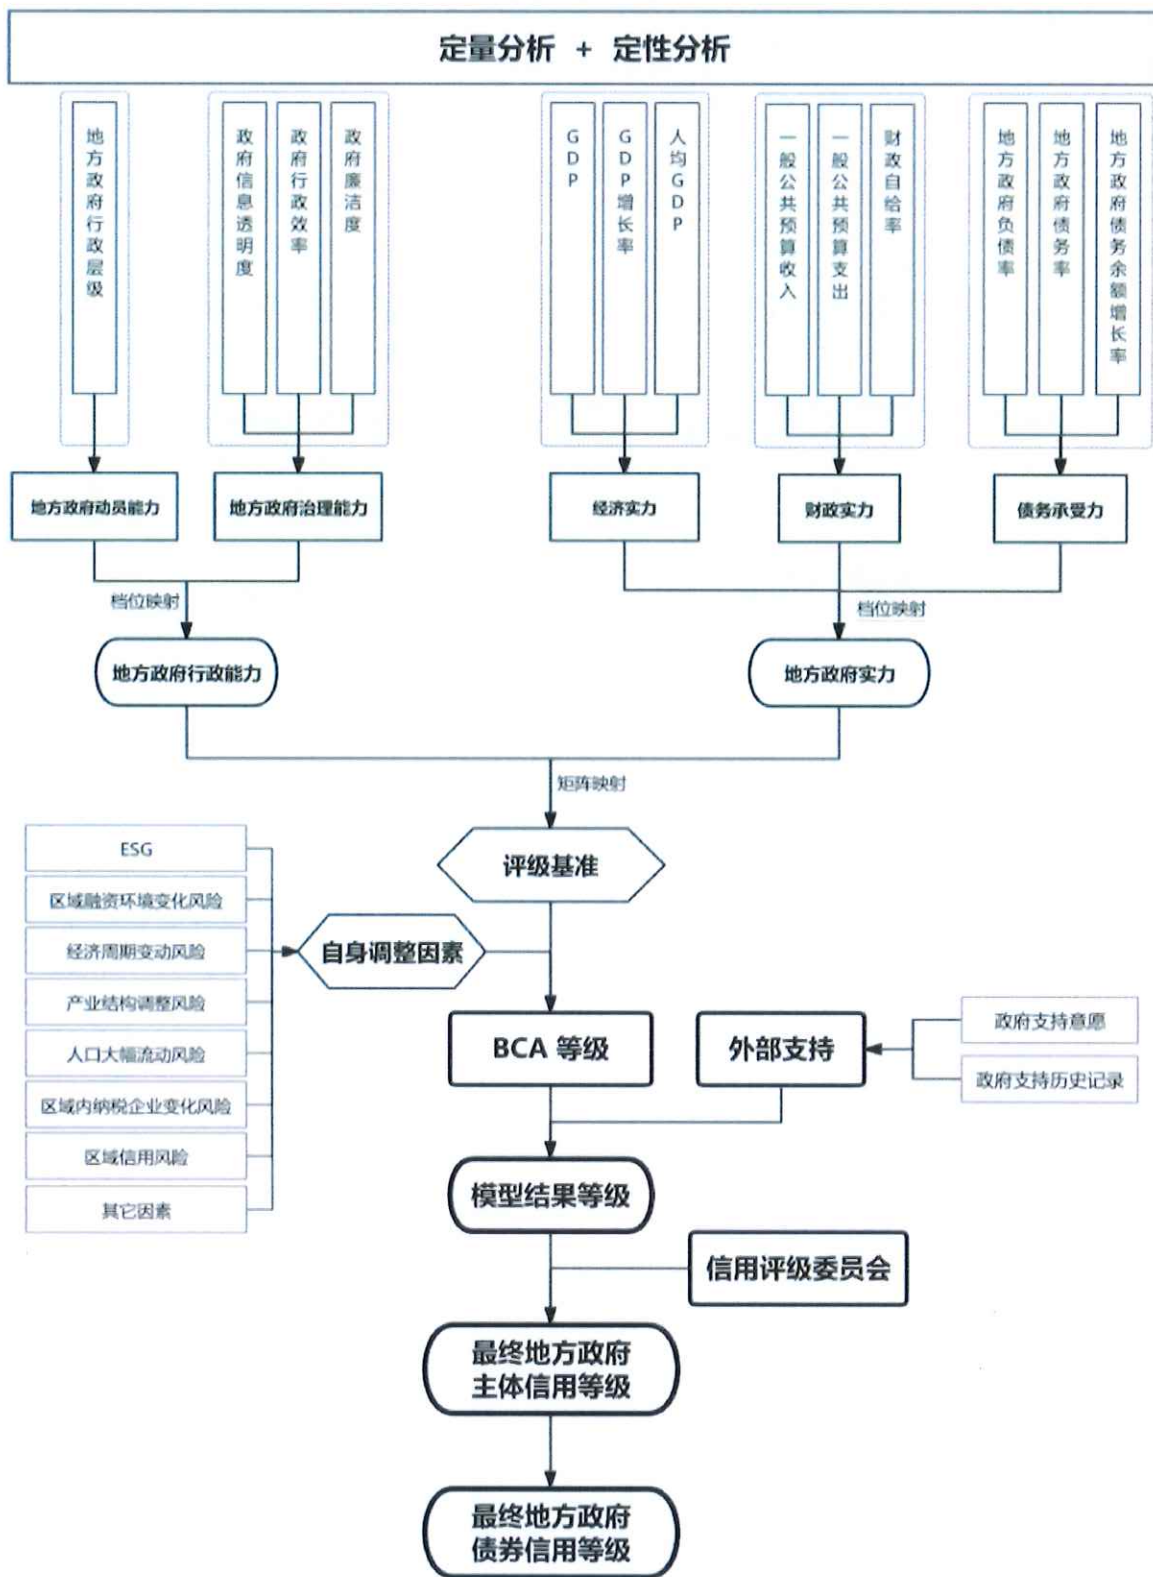 定量分析 + 定性分析
地方政府行政层级
政府信息透明度
政府行政效率
政府廉洁度
GDP
GDP增长率
人均GDP
一般公共预算收入
一般公共预算支出
财政自给率
地方政府负债率
地方政府债务率
地方政府债务余额增长率
地方政府动员能力
地方政府治理能力
经济实力
财政实力
债务承受力
档位映射
档位映射
地方政府行政能力
地方政府实力
矩阵映射
评级基准
ESG
区域融资环境变化风险
经济周期变动风险
产业结构调整风险
人口大幅流动风险
区域内纳税企业变化风险
区域信用风险
其它因素
自身调整因素
BCA 等级
外部支持
政府支持意愿
政府支持历史记录
模型结果等级
信用评级委员会
最终地方政府
主体信用等级
最终地方政府
债券信用等级